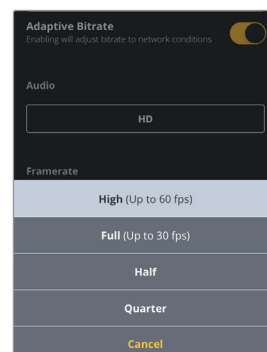 Adaptive Bitrate
Enabling will adjust bitrate to network conditions
Audio
HD
Framerate
High (Up to 60 fps)
Full (Up to 30 fps)
Half
Quarter
Cancel